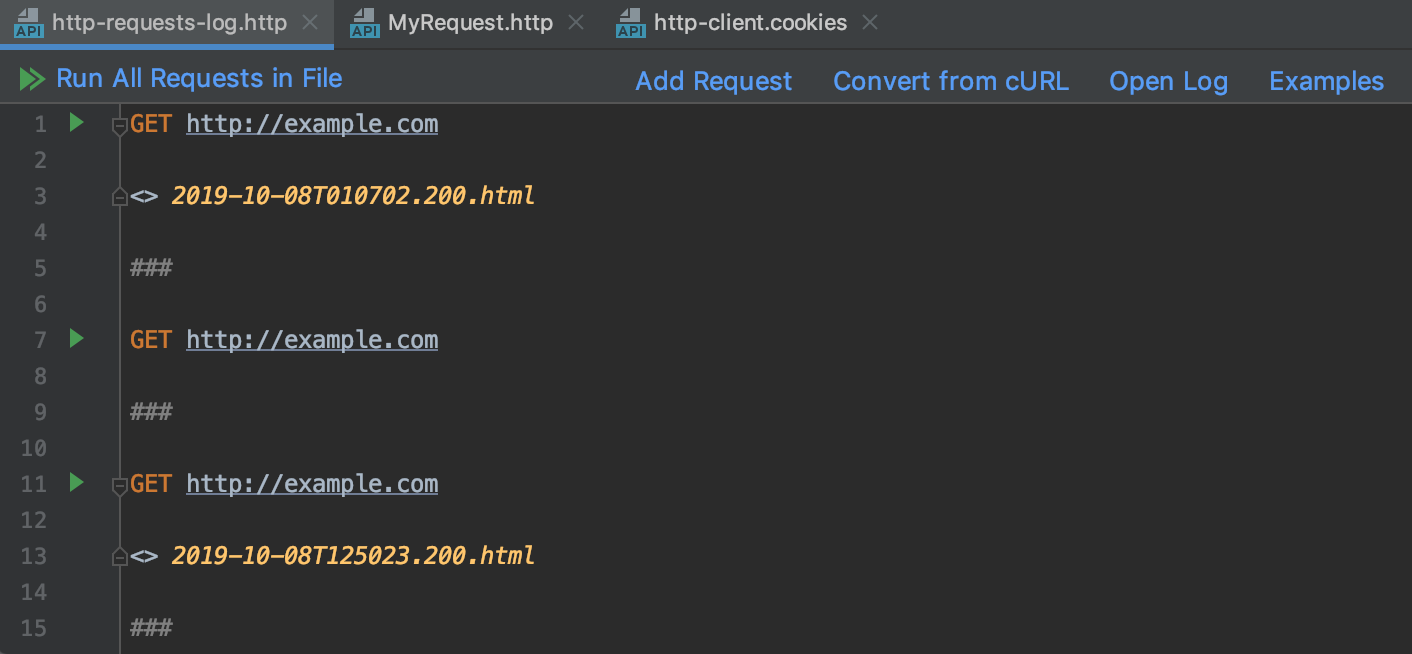 API http-requests-log.http API MyRequest.http API http-client.cookies
Run All Requests in File Add Request Convert from cURL Open Log Examples
1 GET http://example.com
2
3 <> 2019-10-08T010702.200.html
4
5 ###
6
7 GET http://example.com
8
9 ###
10
11 GET http://example.com
12
13 <> 2019-10-08T125023.200.html
14
15 ###